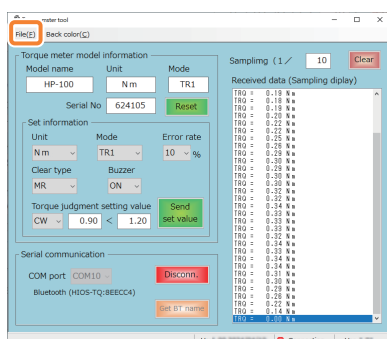 meter tool
File(F) Back color(C)
Torque meter model information
Model name Unit Mode
HP-100 N m TR1
Serial No 624105 Reset
Set information
Unit Mode Error rate
N m TR1 10 %
Clear type Buzzer
MR ON
Torque judgment setting value Send set value
CW 0.90 < 1.20
Serial communication
COM port COM10 Disconn.
Bluetooth (HIOS-TQ:8EECC4)
Get BT name
Samplimg (1/ 10 Clear
Received data (Sampling diplay)
TRQ = 0.19 N m
TRQ = 0.18 N m
TRQ = 0.19 N m
TRQ = 0.20 N m
TRQ = 0.22 N m
TRQ = 0.22 N m
TRQ = 0.25 N m
TRQ = 0.26 N m
TRQ = 0.29 N m
TRQ = 0.29 N m
TRQ = 0.30 N m
TRQ = 0.30 N m
TRQ = 0.32 N m
TRQ = 0.32 N m
TRQ = 0.34 N m
TRQ = 0.33 N m
TRQ = 0.33 N m
TRQ = 0.32 N m
TRQ = 0.33 N m
TRQ = 0.34 N m
TRQ = 0.34 N m
TRQ = 0.31 N m
TRQ = 0.30 N m
TRQ = 0.29 N m
TRQ = 0.26 N m
TRQ = 0.22 N m
TRQ = 0.14 N m
TRQ = 0.00 N m